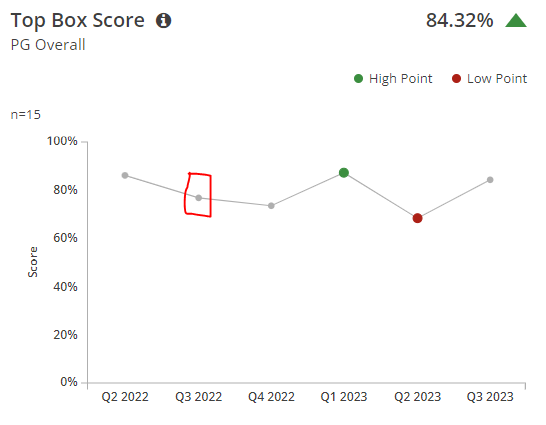 Top Box Score
84.32%
PG Overall
High Point
Low Point
n=15
100%
80%
60%
40%
20%
0%
Score
Q2 2022
Q3 2022
Q4 2022
Q1 2023
Q2 2023
Q3 2023